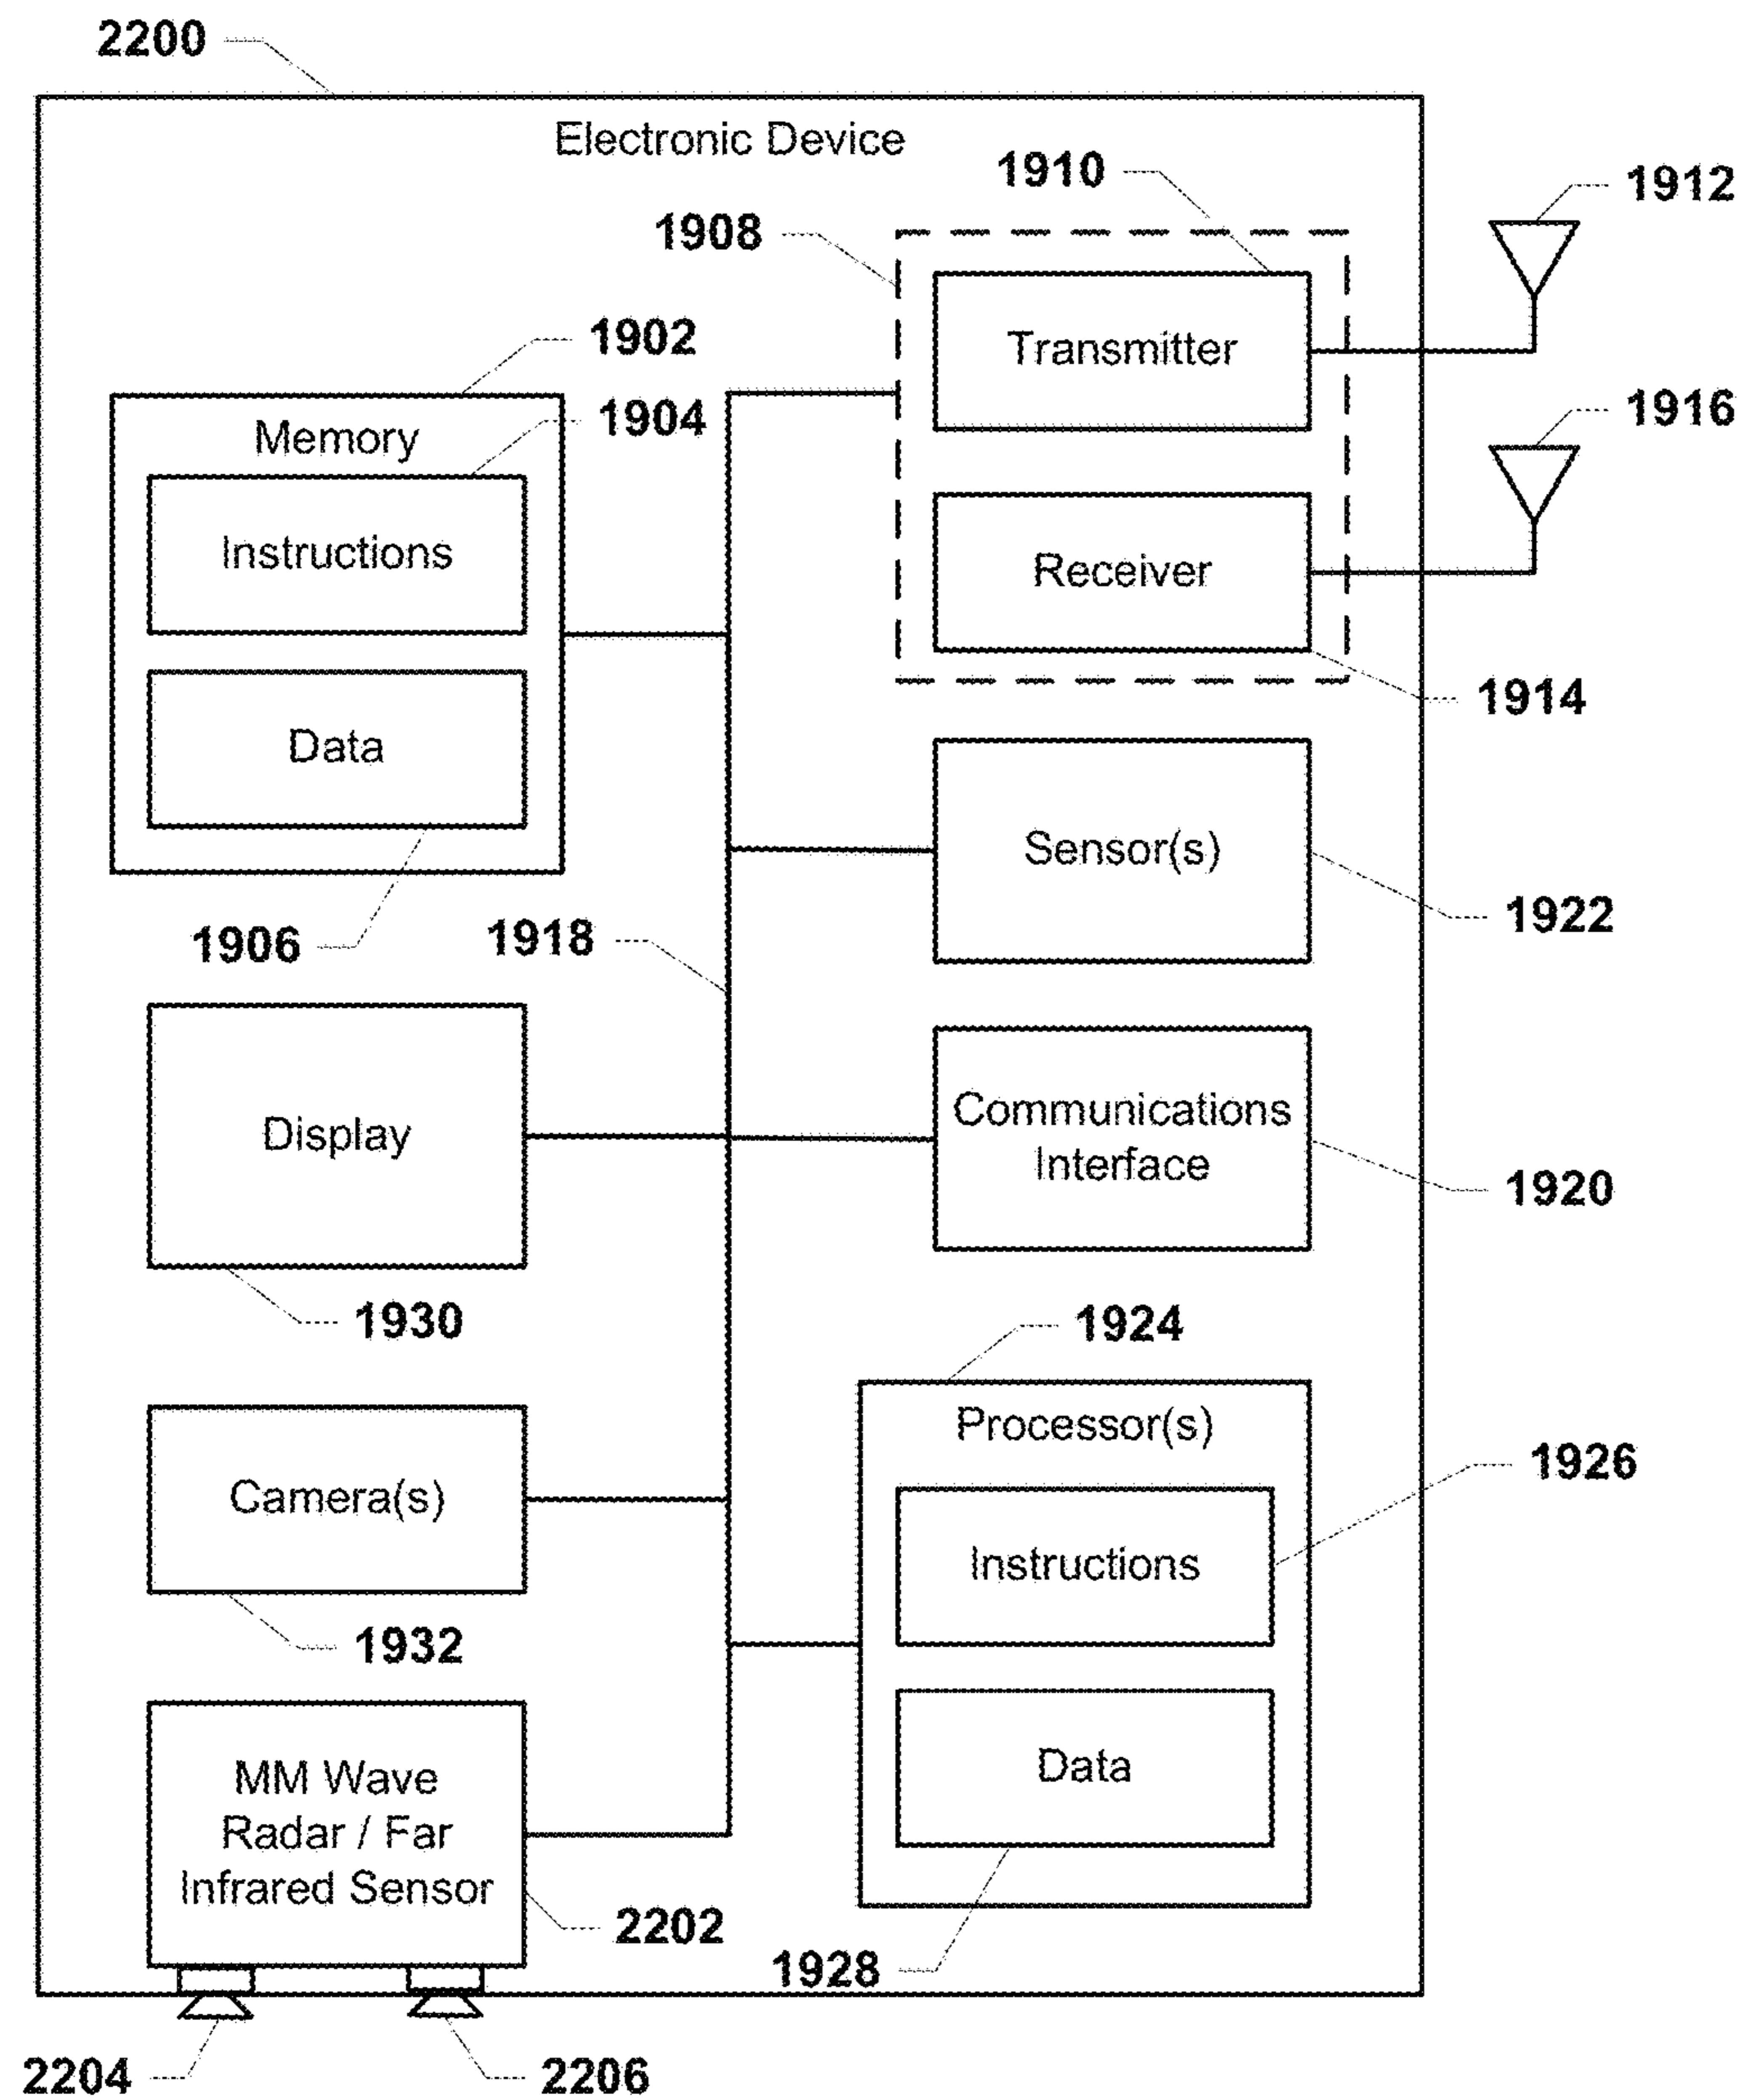 2200
Electronic Device
1910
1912
1908
Transmitter
1902
1916
Memory
1904
Instructions
Receiver
1914
Data
Sensor(s)
1922
1906
1918
Display
Communications
Interface
1920
1930
1924
Processor(s)
1926
Camera(s)
Instructions
1932
MM Wave
Radar / Far
Infrared Sensor
Data
2202
1928
2204
2206